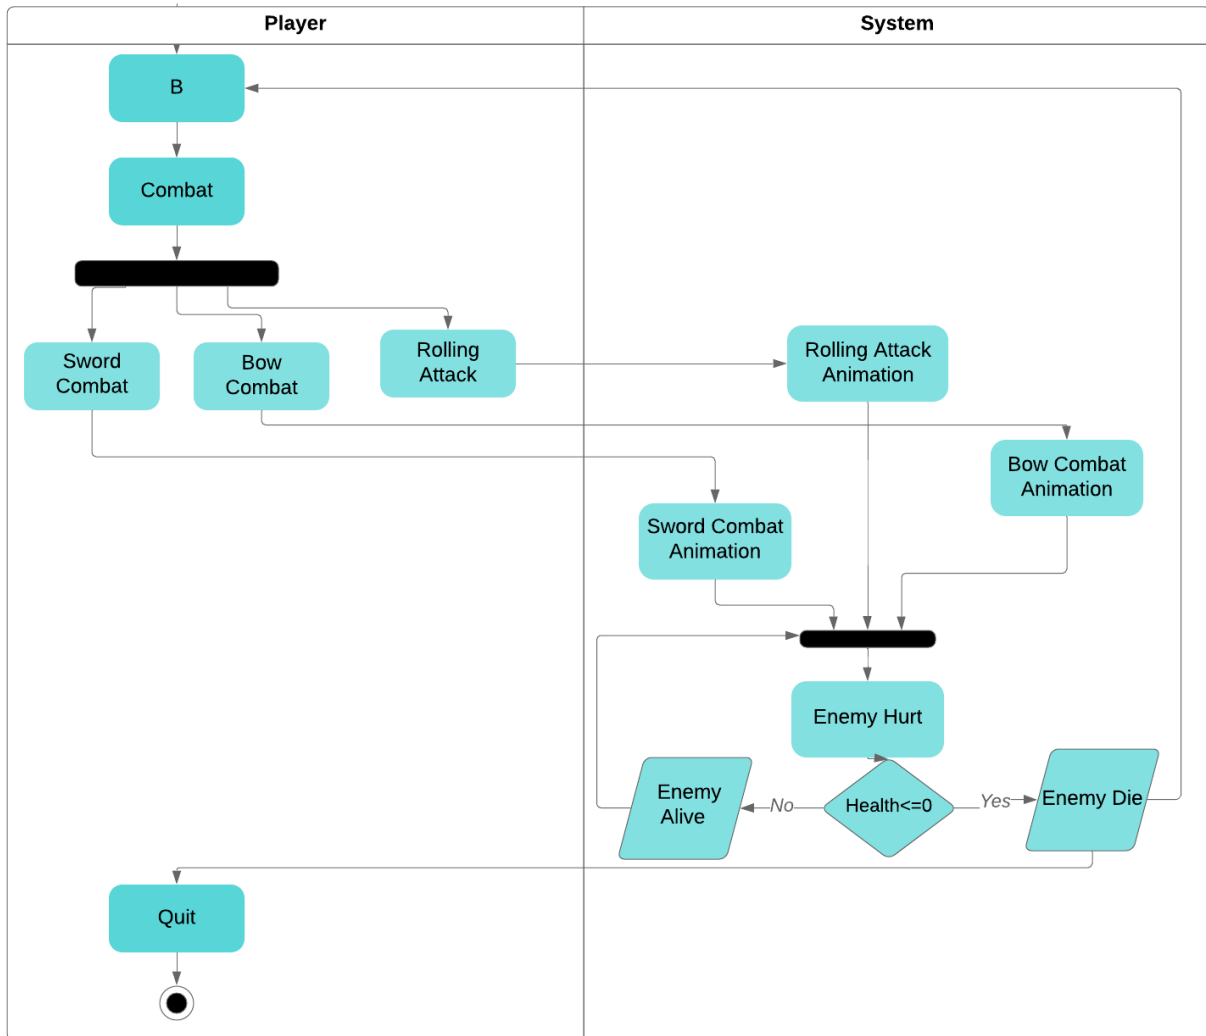 Player
System
B
Combat
Sword
Combat
Bow
Combat
Rolling
Attack
Rolling Attack
Animation
Bow Combat
Animation
Sword Combat
Animation
Enemy Hurt
Enemy
Alive
No
Health<=0
Yes
Enemy Die
Quit